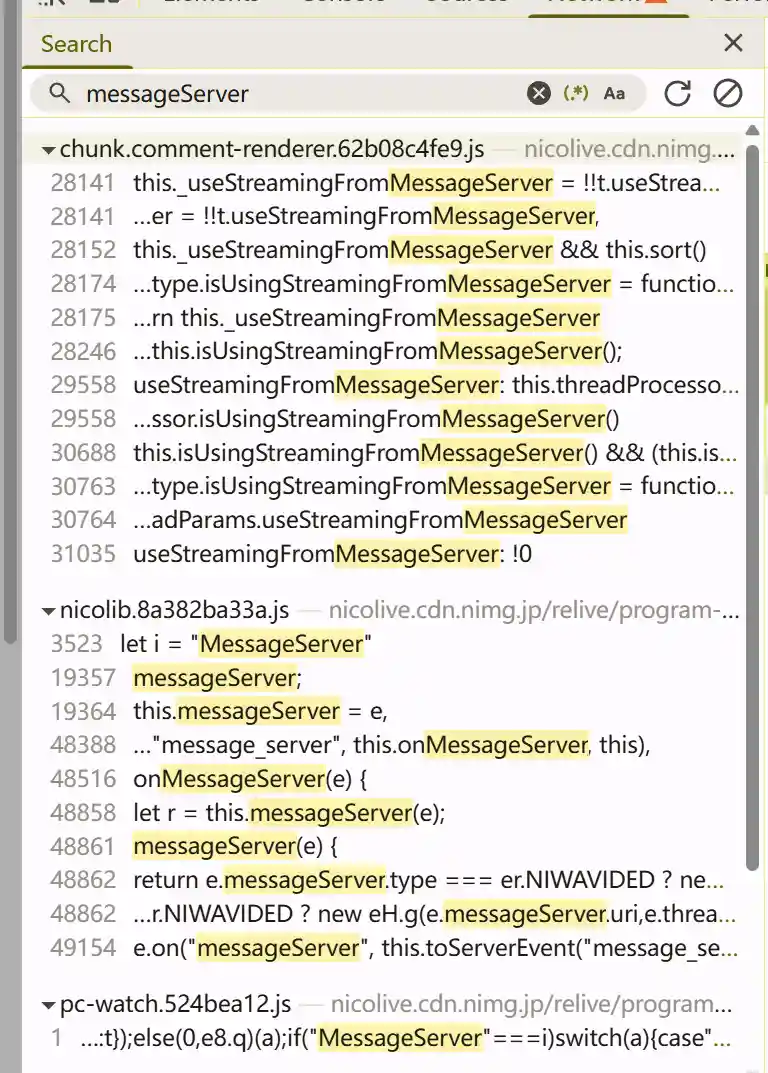 Search
messageServer (.*) Aa
chunk.comment-renderer.62b08c4fe9.js — nicolive.cdn.nimg....
28141 this._useStreamingFromMessageServer = !!t.useStrea...
28141 ...er = !!t.useStreamingFromMessageServer,
28152 this._useStreamingFromMessageServer && this.sort()
28174 ...type.isUsingStreamingFromMessageServer = functio...
28175 ...rn this._useStreamingFromMessageServer
28246 ...this.isUsingStreamingFromMessageServer();
29558 useStreamingFromMessageServer: this.threadProcesso...
29558 ...ssor.isUsingStreamingFromMessageServer()
30688 this.isUsingStreamingFromMessageServer() && (this.is...
30763 ...type.isUsingStreamingFromMessageServer = functio...
30764 ...adParams.useStreamingFromMessageServer
31035 useStreamingFromMessageServer: !0
nicolib.8a382ba33a.js — nicolive.cdn.nimg.jp/relive/program-...
3523 let i = "MessageServer"
19357 messageServer;
19364 this.messageServer = e,
48388 ..."message_server", this.onMessageServer, this),
48516 onMessageServer(e) {
48858 let r = this.messageServer(e);
48861 messageServer(e) {
48862 return e.messageServer.type === er.NIWAVIDED ? ne...
48862 ...r.NIWAVIDED ? new eH.g(e.messageServer.uri,e.threa...
49154 e.on("messageServer", this.toServerEvent("message_se...
pc-watch.524bea12.js — nicolive.cdn.nimg.jp/relive/program...
1 ...:t});else(0,e8.q)(a);if("MessageServer"===i)switch(a){case"...